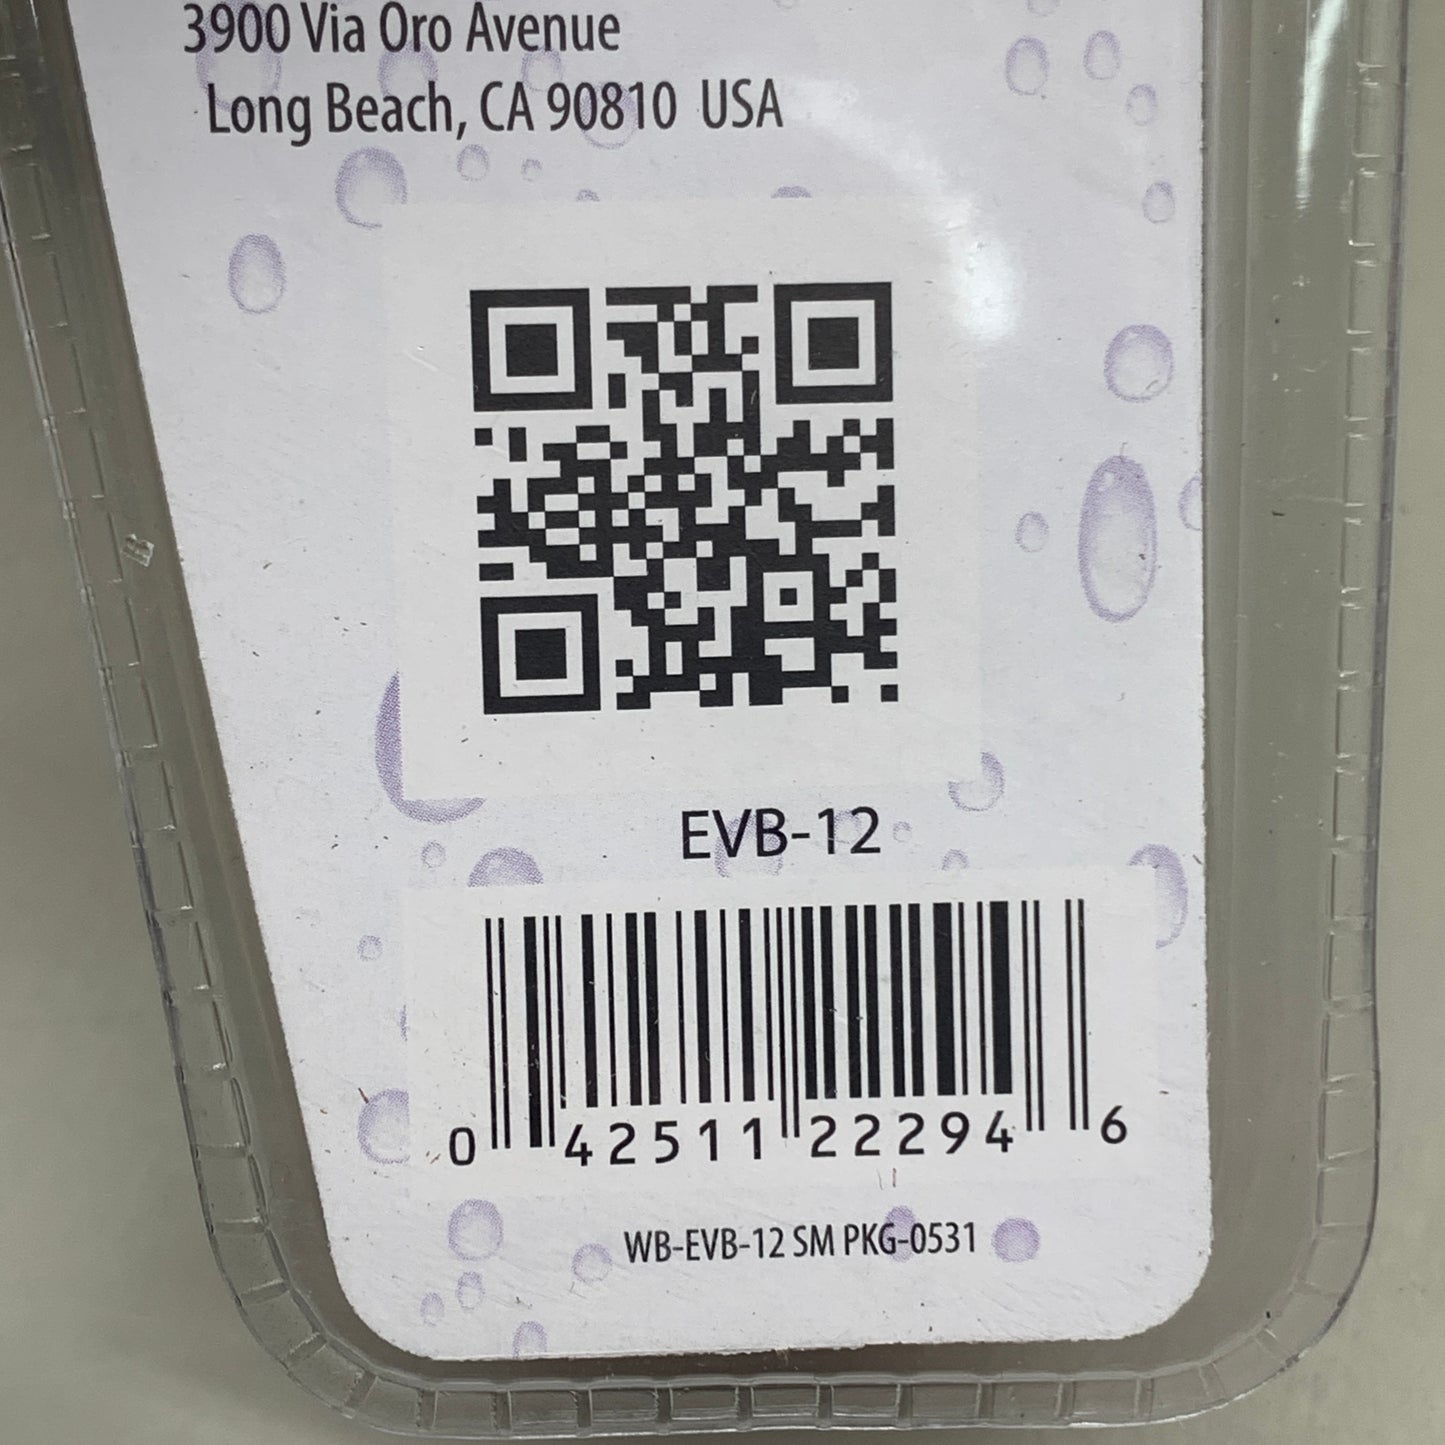 3900 Via Oro Avenue
Long Beach, CA 90810 USA
EVB-12
0 42511 22294 6
WB-EVB-12 SM PKG-0531